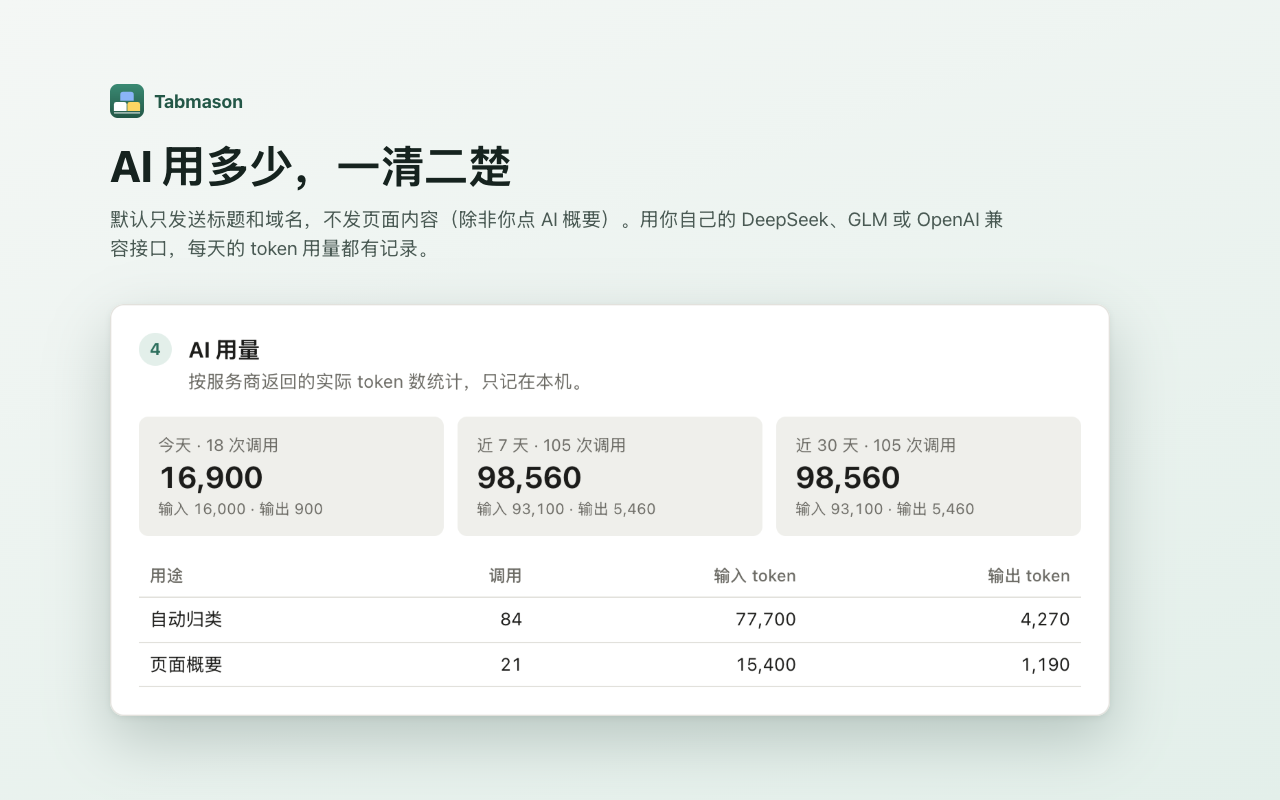 Tabmason
AI 用多少，一清二楚
默认只发送标题和域名，不发页面内容（除非你点 AI 概要）。用你自己的 DeepSeek、GLM 或 OpenAI 兼
容接口，每天的 token 用量都有记录。
4 AI 用量
按服务商返回的实际 token 数统计，只记在本机。
今天 · 18 次调用
16,900
输入 16,000 · 输出 900
近 7 天 · 105 次调用
98,560
输入 93,100 · 输出 5,460
近 30 天 · 105 次调用
98,560
输入 93,100 · 输出 5,460
用途 调用 输入 token 输出 token
自动归类 84 77,700 4,270
页面概要 21 15,400 1,190